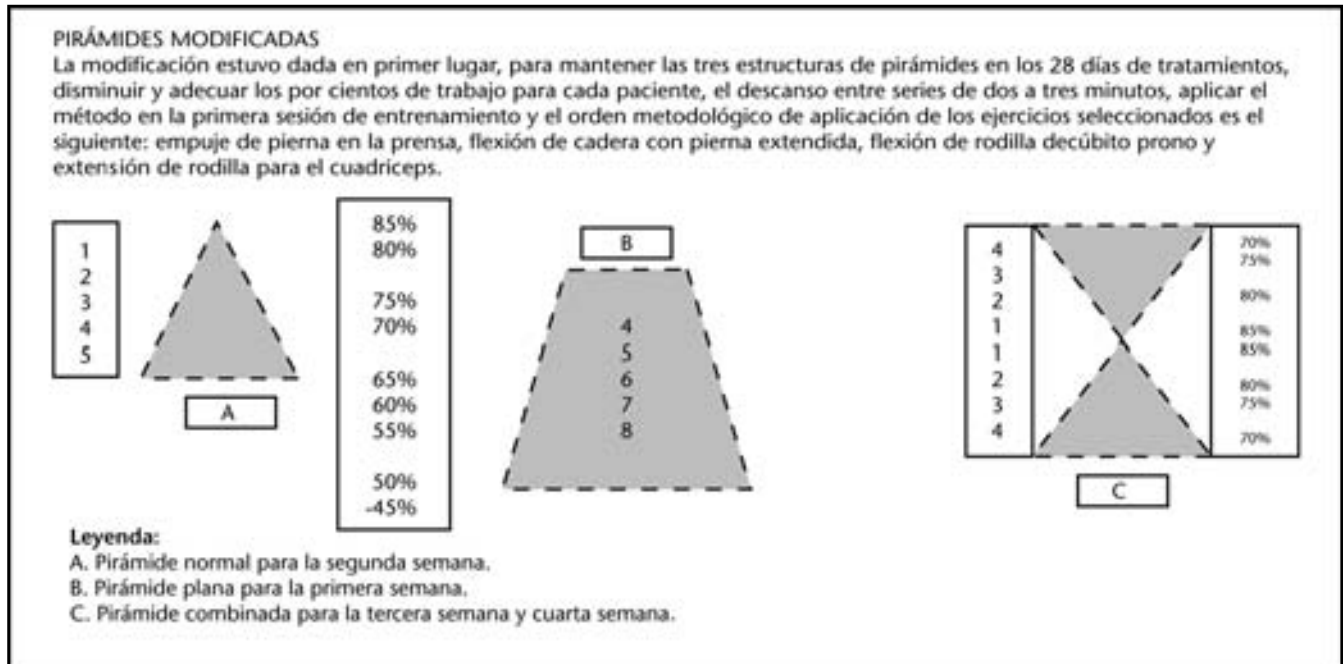 PIRÁMIDES MODIFICADAS
La modificación estuvo dada en primer lugar, para mantener las tres estructuras de pirámides en los 28 días de tratamientos,
disminuir y adecuar los por cientos de trabajo para cada paciente, el descanso entre series de dos a tres minutos, aplicar el
método en la primera sesión de entrenamiento y el orden metodológico de aplicación de los ejercicios seleccionados es el
siguiente: empuje de pierna en la prensa, flexión de cadera con pierna extendida, flexión de rodilla decúbito prono y
extensión de rodilla para el cuadriceps.
1
2
3
4
5
A
85%
80%
75%
70%
65%
60%
55%
50%
-45%
B
4
5
6
7
8
4
3
2
1
1
2
3
4
70%
75%
80%
85%
85%
80%
75%
70%
C
Leyenda:
A. Pirámide normal para la segunda semana.
B. Pirámide plana para la primera semana.
C. Pirámide combinada para la tercera semana y cuarta semana.